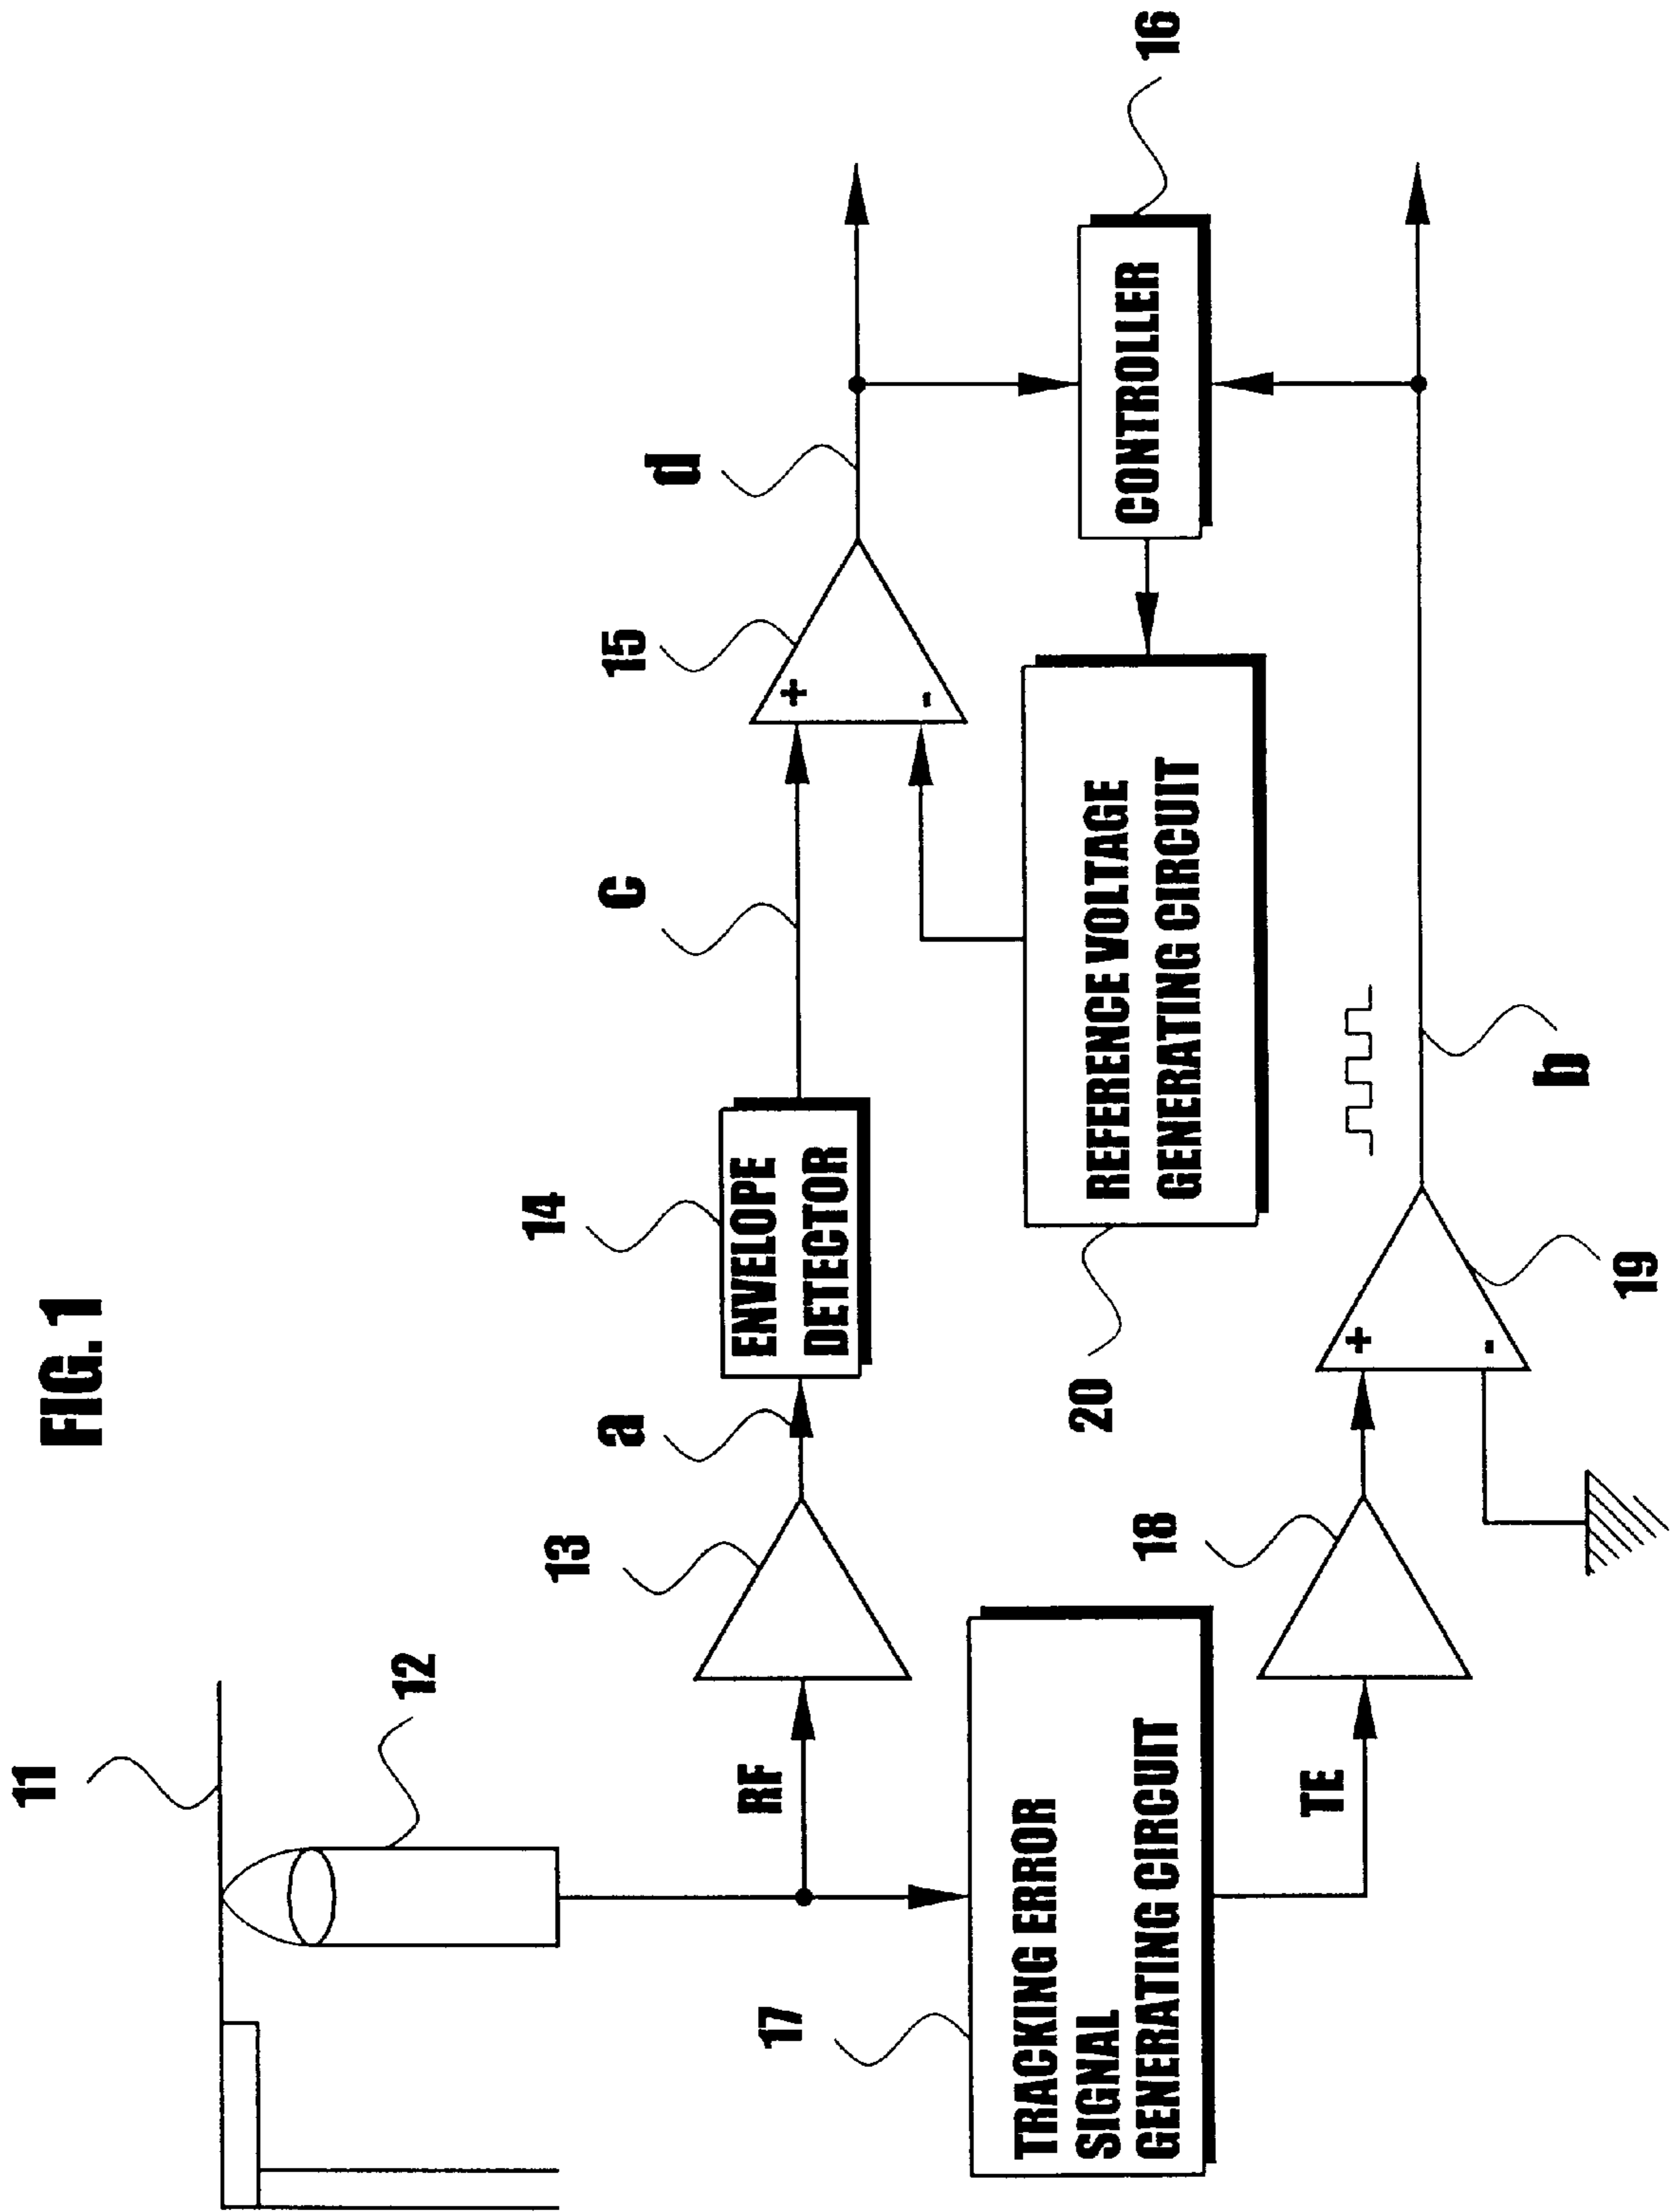 FIG. 1
11
12
13
a
14
ENVELOPE
DETECTOR
c
15
+
-
d
16
CONTROLLER
RF
17
TRACKING ERROR
SIGNAL
GENERATING CIRCUIT
TE
18
19
+
-
20
REFERENCE VOLTAGE
GENERATING CIRCUIT
b